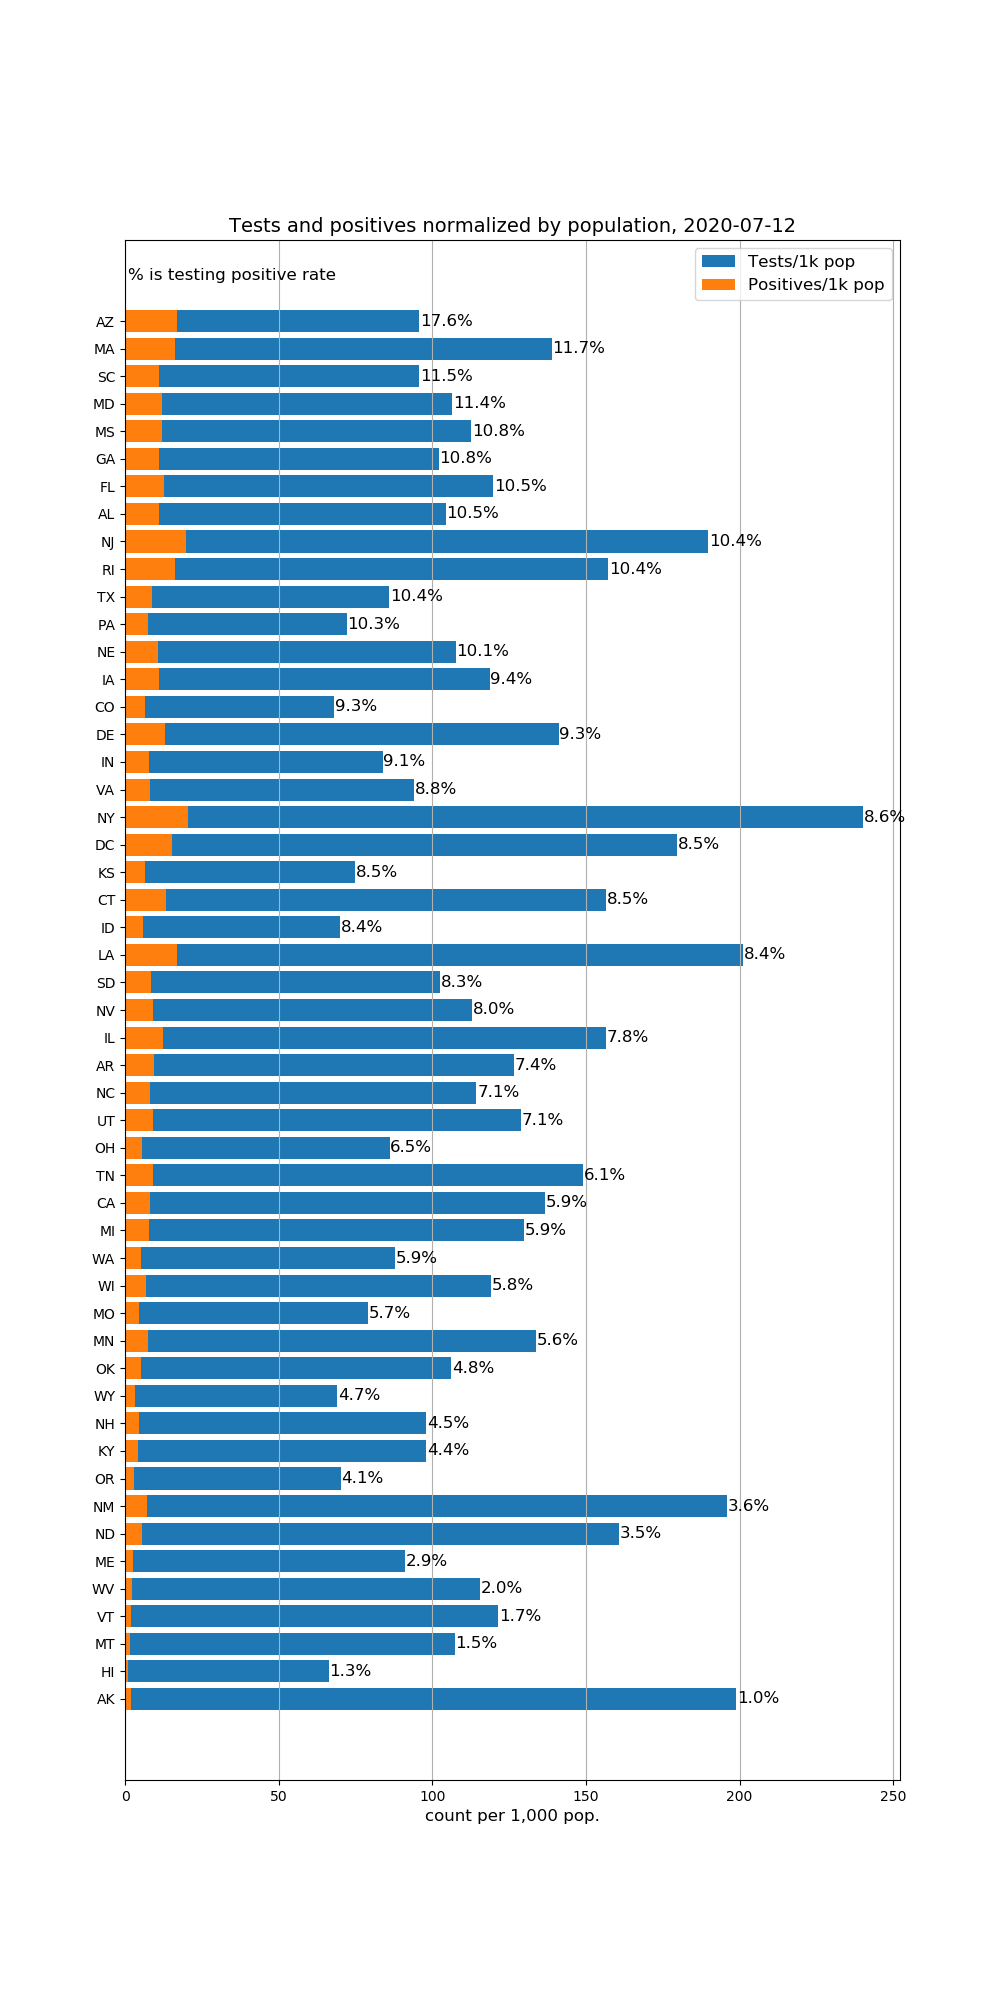 Tests and positives normalized by population, 2020-07-12
Tests/1k pop
Positives/1k pop
% is testing positive rate
AZ 17.6%
MA 11.7%
SC 11.5%
MD 11.4%
MS 10.8%
GA 10.8%
FL 10.5%
AL 10.5%
NJ 10.4%
RI 10.4%
TX 10.4%
PA 10.3%
NE 10.1%
IA 9.4%
CO 9.3%
DE 9.3%
IN 9.1%
VA 8.8%
NY 8.6%
DC 8.5%
KS 8.5%
CT 8.5%
ID 8.4%
LA 8.4%
SD 8.3%
NV 8.0%
IL 7.8%
AR 7.4%
NC 7.1%
UT 7.1%
OH 6.5%
TN 6.1%
CA 5.9%
MI 5.9%
WA 5.9%
WI 5.8%
MO 5.7%
MN 5.6%
OK 4.8%
WY 4.7%
NH 4.5%
KY 4.4%
OR 4.1%
NM 3.6%
ND 3.5%
ME 2.9%
WV 2.0%
VT 1.7%
MT 1.5%
HI 1.3%
AK 1.0%
0 50 100 150 200 250
count per 1,000 pop.